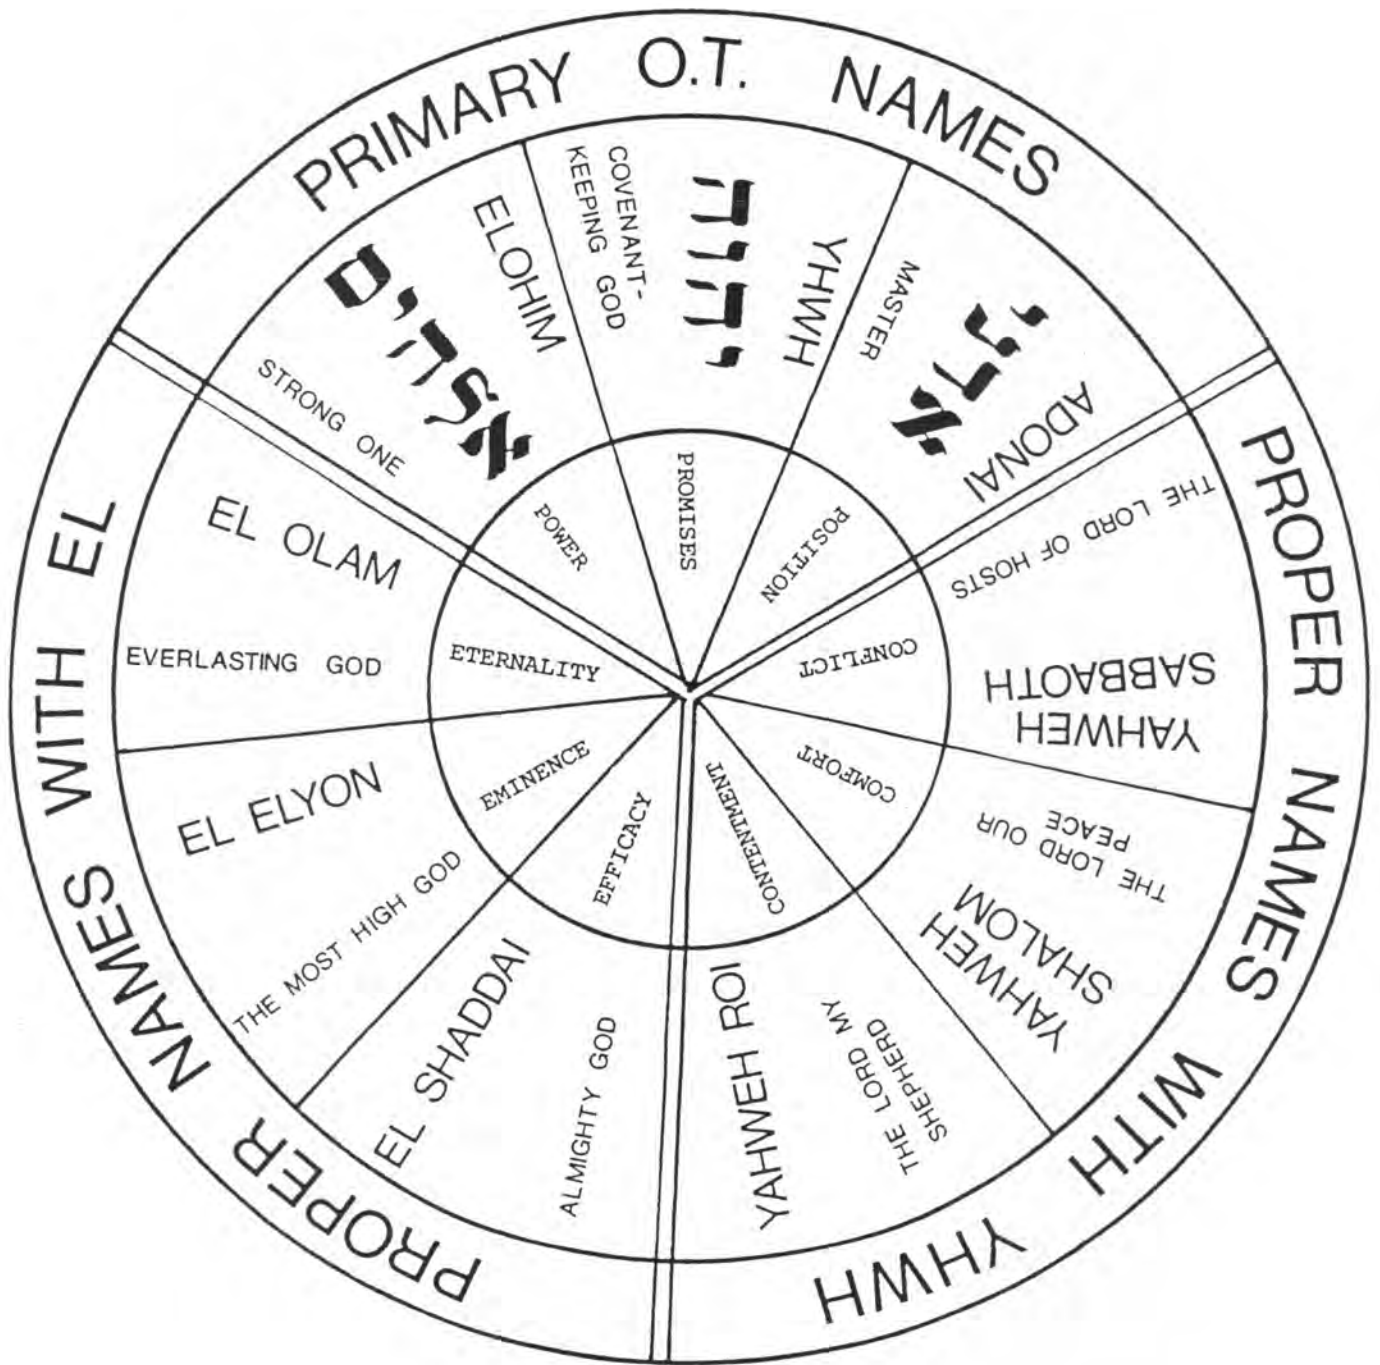 PRIMARY O.T. NAMES
ELOHIM
אלהים
STRONG ONE
POWER
YHWH
יהוה
COVENANT-
KEEPING GOD
PROMISES
ADONAI
אדני
MASTER
POSITION
PROPER NAMES WITH YHWH
THE LORD OF HOSTS
YAHWEH
SABBAOTH
CONFLICT
THE LORD OUR
PEACE
YAHWEH
SHALOM
COMFORT
YAHWEH ROI
THE LORD MY
SHEPHERD
CONTENTMENT
PROPER NAMES WITH EL
EL SHADDAI
ALMIGHTY GOD
EFFICACY
EL ELYON
THE MOST HIGH GOD
EMINENCE
EL OLAM
EVERLASTING GOD
ETERNALITY